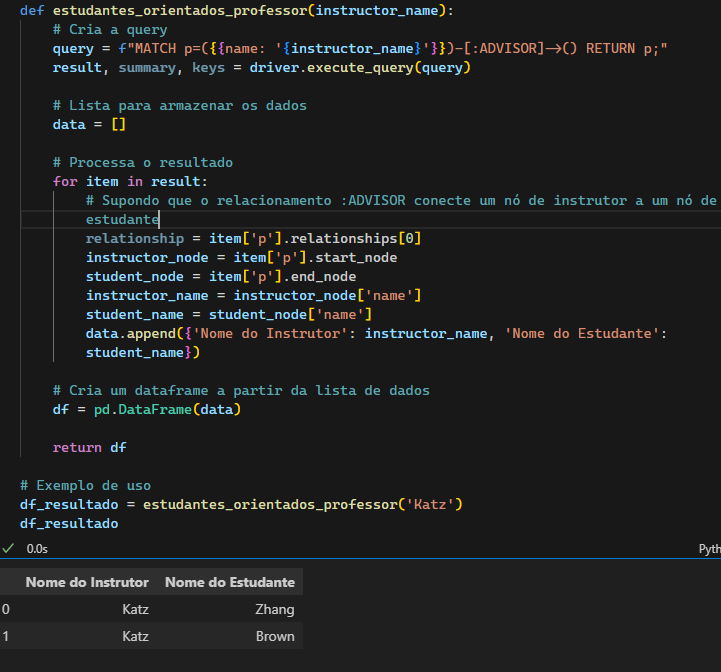 def estudantes_orientados_professor(instructor_name):
    # Cria a query
    query = f"MATCH p=({{name: '{instructor_name}'}})-[:ADVISOR]->() RETURN p;"
    result, summary, keys = driver.execute_query(query)

    # Lista para armazenar os dados
    data = []

    # Processa o resultado
    for item in result:
        # Supondo que o relacionamento :ADVISOR conecte um nó de instrutor a um nó de
        estudante
        relationship = item['p'].relationships[0]
        instructor_node = item['p'].start_node
        student_node = item['p'].end_node
        instructor_name = instructor_node['name']
        student_name = student_node['name']
        data.append({'Nome do Instrutor': instructor_name, 'Nome do Estudante':
        student_name})

    # Cria um dataframe a partir da lista de dados
    df = pd.DataFrame(data)

    return df

# Exemplo de uso
df_resultado = estudantes_orientados_professor('Katz')
df_resultado
0.0s Pyth
Nome do Instrutor Nome do Estudante
0 Katz Zhang
1 Katz Brown